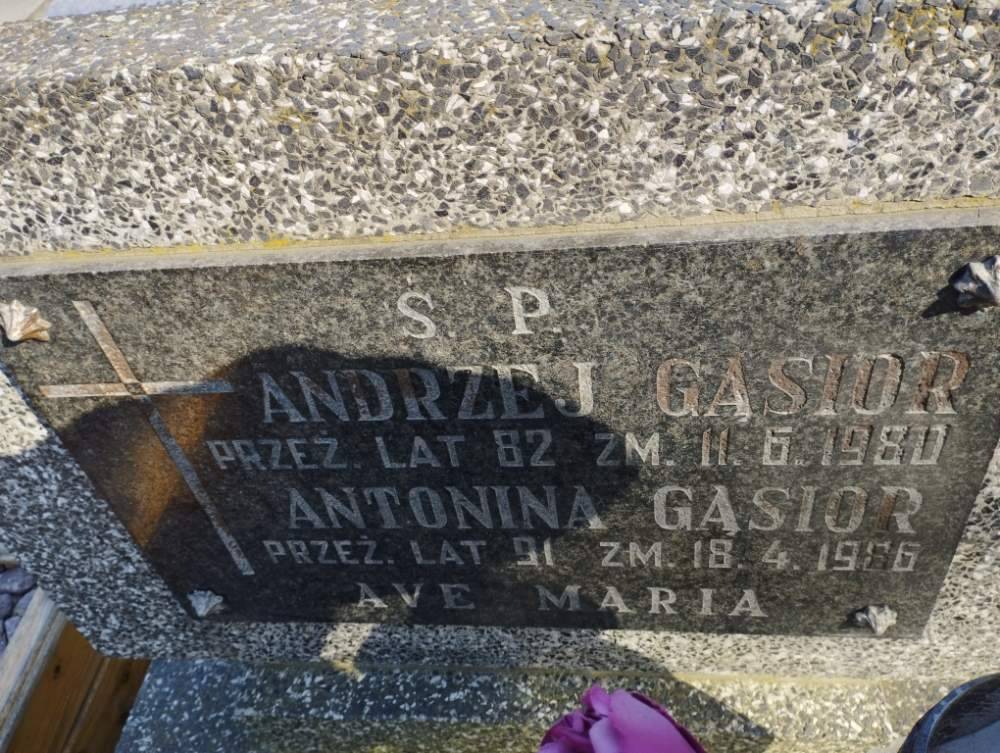 Ś. P.
ANDRZEJ GĄSIOR
PRZEŻ. LAT 82 ZM. 11. 6. 1980
ANTONINA GĄSIOR
PRZEŻ. LAT 91 ZM. 18. 4. 1986
AVE MARIA